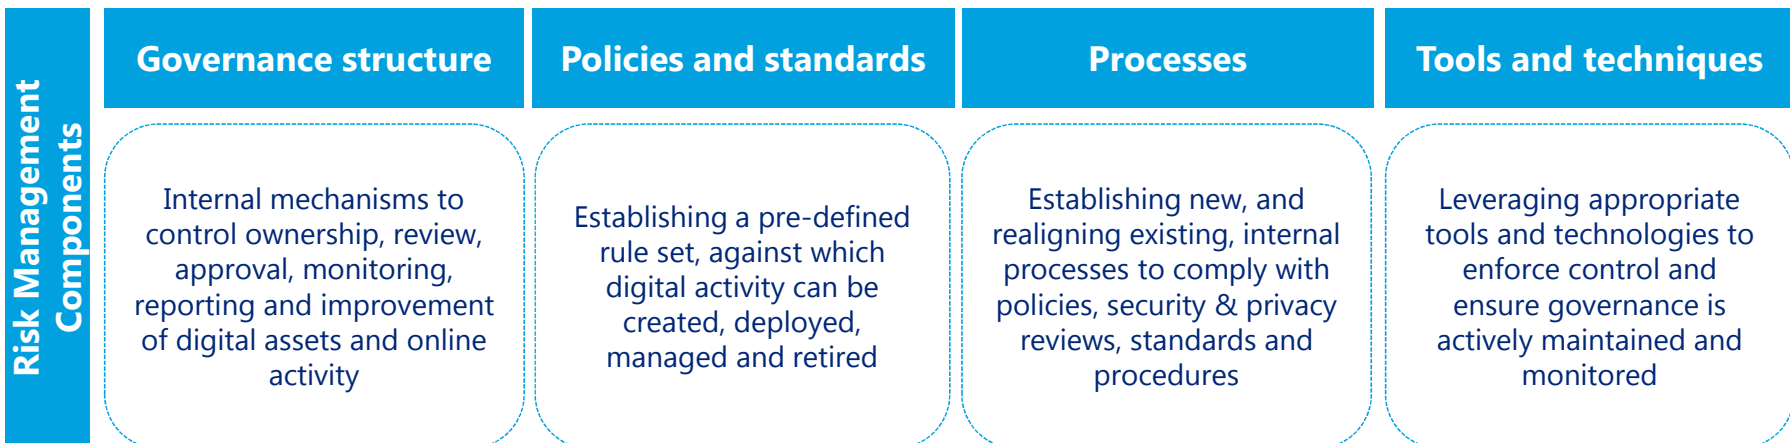 Risk Management
Components
Governance structure
Internal mechanisms to
control ownership, review,
approval, monitoring,
reporting and improvement
of digital assets and online
activity
Policies and standards
Establishing a pre-defined
rule set, against which
digital activity can be
created, deployed,
managed and retired
Processes
Establishing new, and
realigning existing, internal
processes to comply with
policies, security & privacy
reviews, standards and
procedures
Tools and techniques
Leveraging appropriate
tools and technologies to
enforce control and
ensure governance is
actively maintained and
monitored